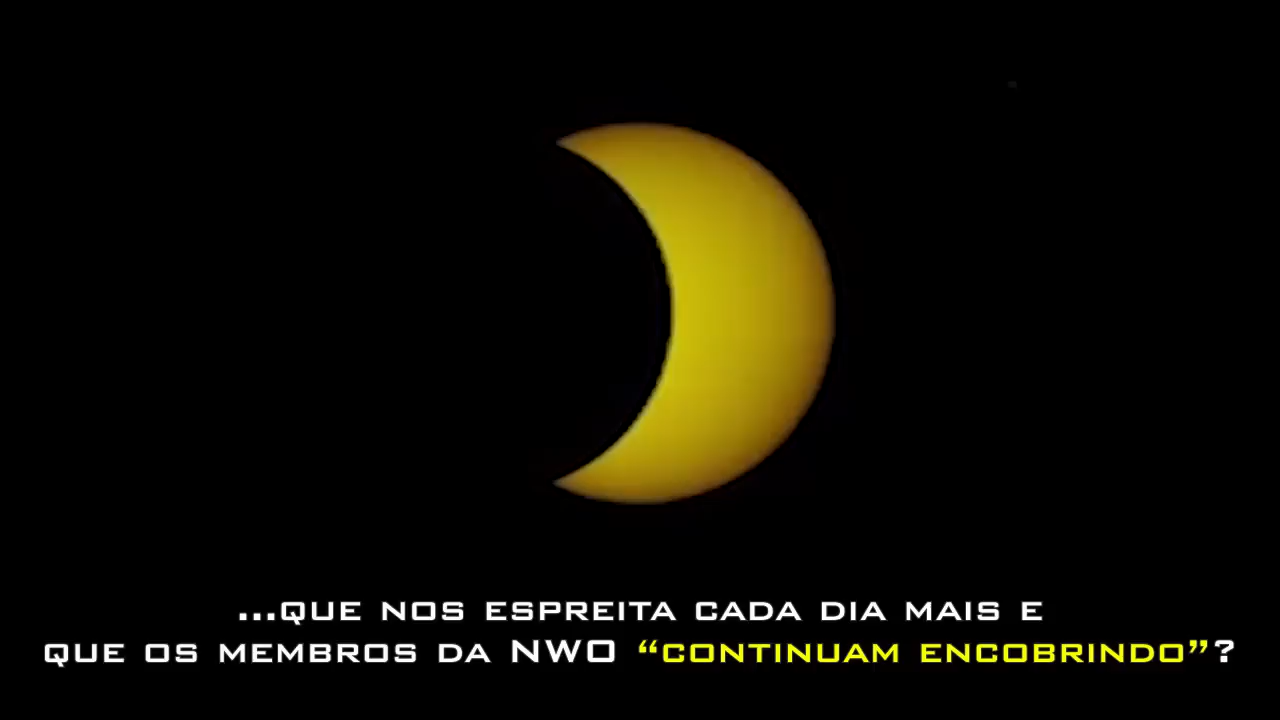 ...QUE NOS ESPREITA CADA DIA MAIS E
QUE OS MEMBROS DA NWO “CONTINUAM ENCOBRINDO”?